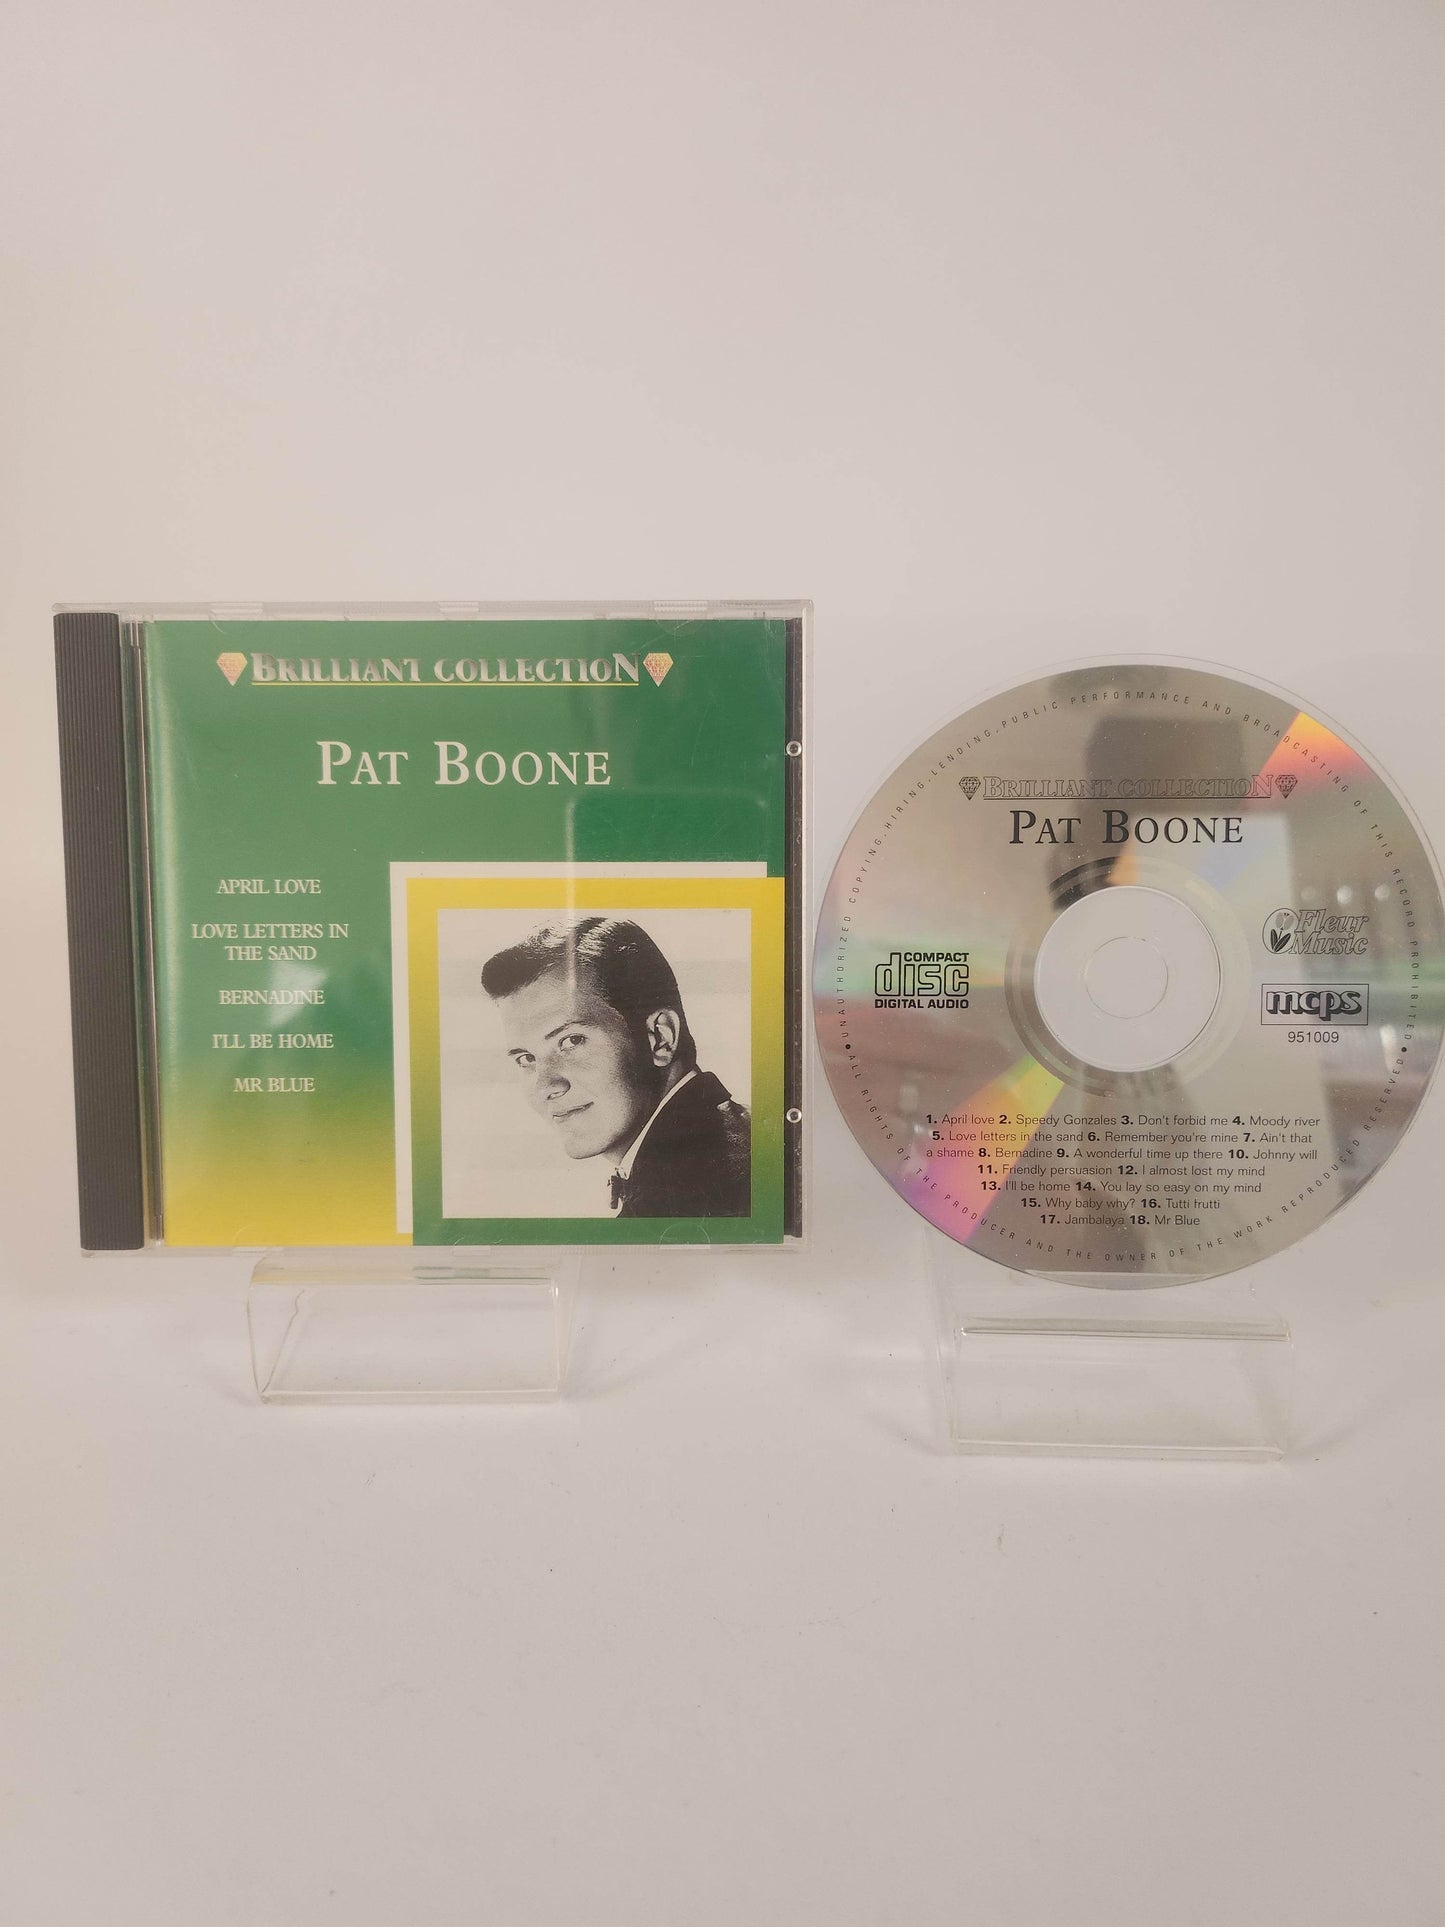 BRILLIANT COLLECTION
PAT BOONE
APRIL LOVE
LOVE LETTERS IN
THE SAND
BERNADINE
I'LL BE HOME
MR BLUE
UNAUTHORIZED COPYING, HIRING, LENDING, PUBLIC PERFORMANCE AND BROADCASTING OF THIS RECORD PROHIBITED
BRILLIANT COLLECTION
PAT BOONE
Fleur
Music
COMPACT
disc
DIGITAL AUDIO
mcps
951009
1. April love 2. Speedy Gonzales 3. Don't forbid me 4. Moody river
5. Love letters in the sand 6. Remember you're mine 7. Ain't that
a shame 8. Bernadine 9. A wonderful time up there 10. Johnny will
11. Friendly persuasion 12. I almost lost my mind
13. I'll be home 14. You lay so easy on my mind
15. Why baby why? 16. Tutti frutti
17. Jambalaya 18. Mr Blue
• ALL RIGHTS OF THE PRODUCER AND THE OWNER OF THE WORK REPRODUCED RESERVED •